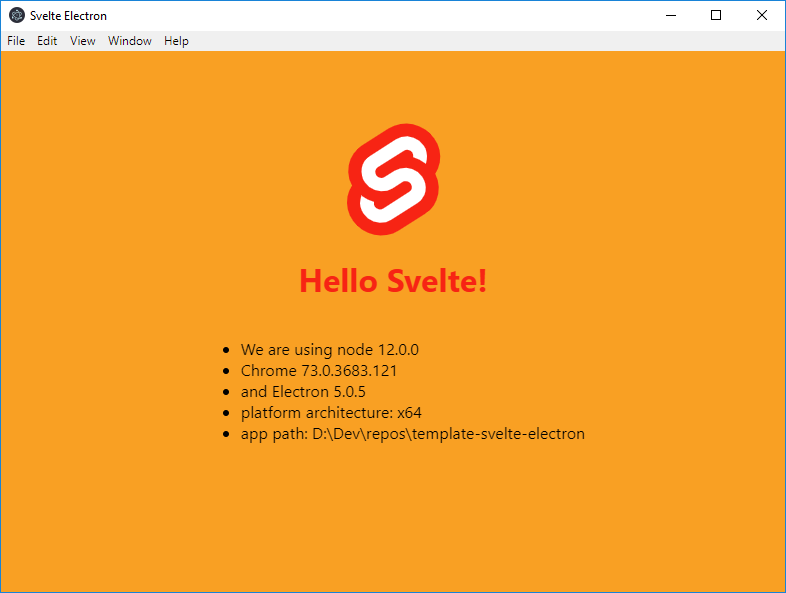 Svelte Electron
File Edit View Window Help
Hello Svelte!
We are using node 12.0.0
Chrome 73.0.3683.121
and Electron 5.0.5
platform architecture: x64
app path: D:\Dev\repos\template-svelte-electron